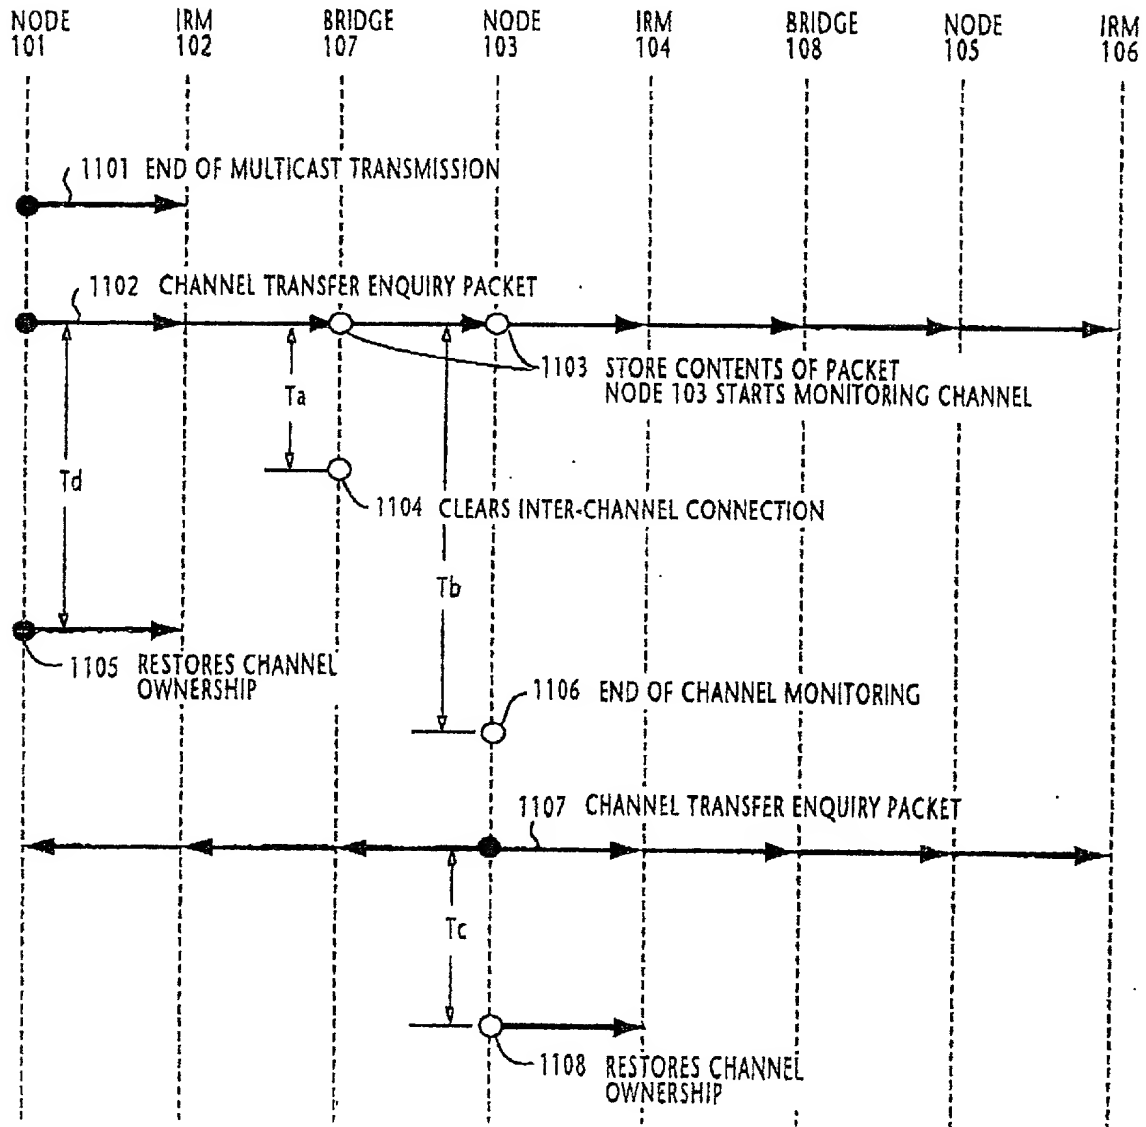 NODE 101
IRM 102
BRIDGE 107
NODE 103
IRM 104
BRIDGE 108
NODE 105
IRM 106
1101 END OF MULTICAST TRANSMISSION
1102 CHANNEL TRANSFER ENQUIRY PACKET
1103 STORE CONTENTS OF PACKET
NODE 103 STARTS MONITORING CHANNEL
Ta
Td
1104 CLEARS INTER-CHANNEL CONNECTION
Tb
1105 RESTORES CHANNEL
OWNERSHIP
1106 END OF CHANNEL MONITORING
1107 CHANNEL TRANSFER ENQUIRY PACKET
Tc
1108 RESTORES CHANNEL
OWNERSHIP